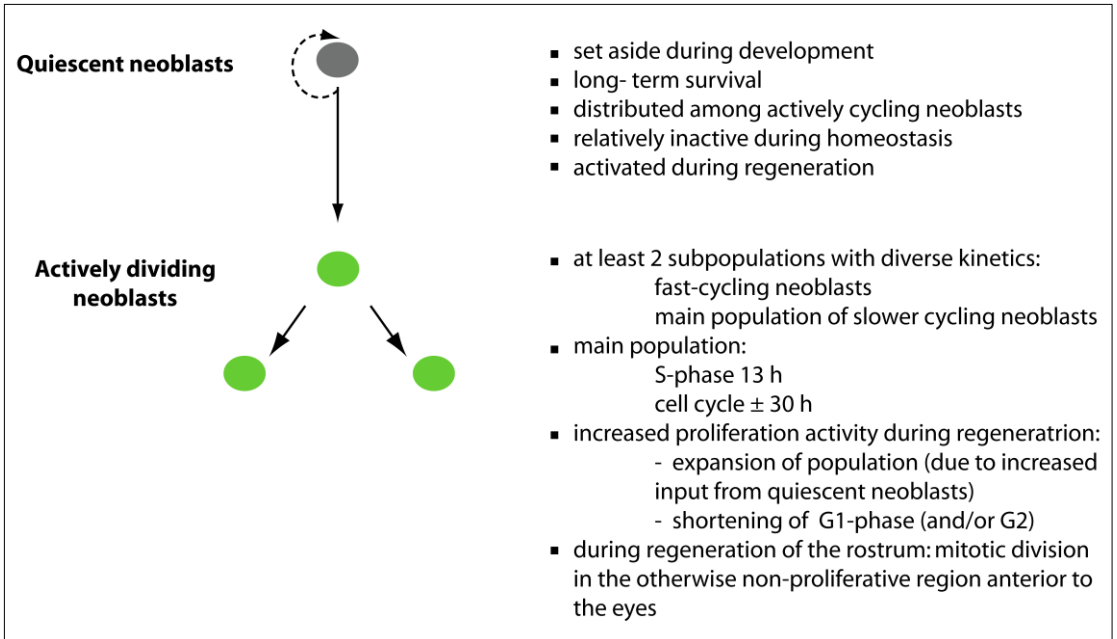 Quiescent neoblasts
▪ set aside during development
▪ long- term survival
▪ distributed among actively cycling neoblasts
▪ relatively inactive during homeostasis
▪ activated during regeneration
Actively dividing
neoblasts
▪ at least 2 subpopulations with diverse kinetics:
fast-cycling neoblasts
main population of slower cycling neoblasts
▪ main population:
S-phase 13 h
cell cycle ± 30 h
▪ increased proliferation activity during regeneratrion:
- expansion of population (due to increased
input from quiescent neoblasts)
- shortening of G1-phase (and/or G2)
▪ during regeneration of the rostrum: mitotic division
in the otherwise non-proliferative region anterior to
the eyes